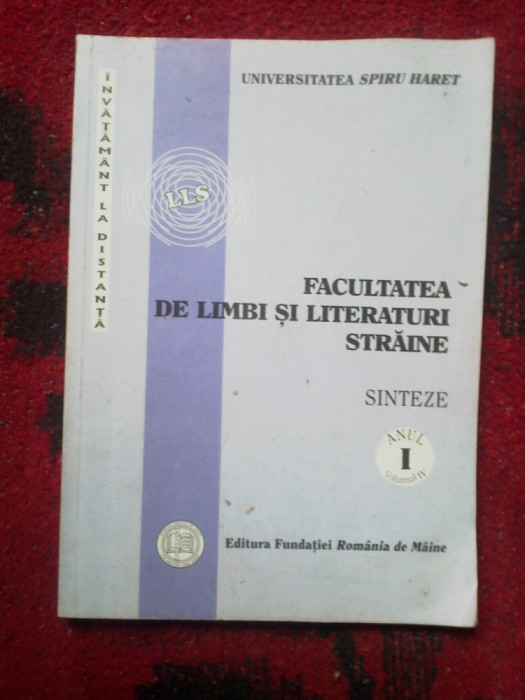 UNIVERSITATEA SPIRU HARET
ÎNVĂȚĂMÂNT LA DISTANȚĂ
LLS
FACULTATEA
DE LIMBI ȘI LITERATURI
STRĂINE
SINTEZE
ANUL
I
Volumul IV
Editura Fundației România de Mâine